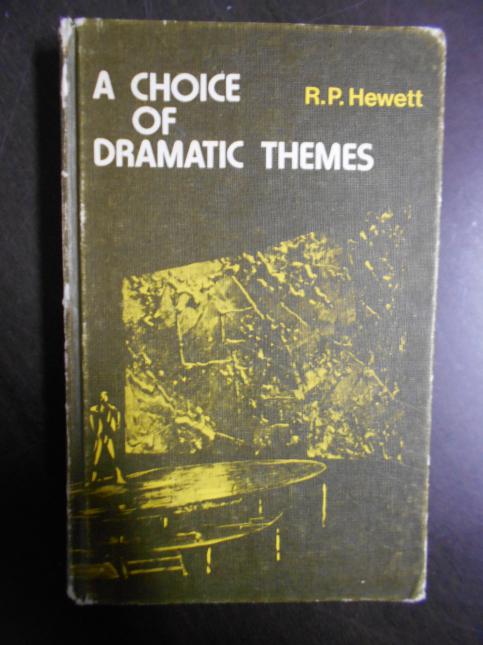 A CHOICE
OF
DRAMATIC THEMES
R.P. Hewett